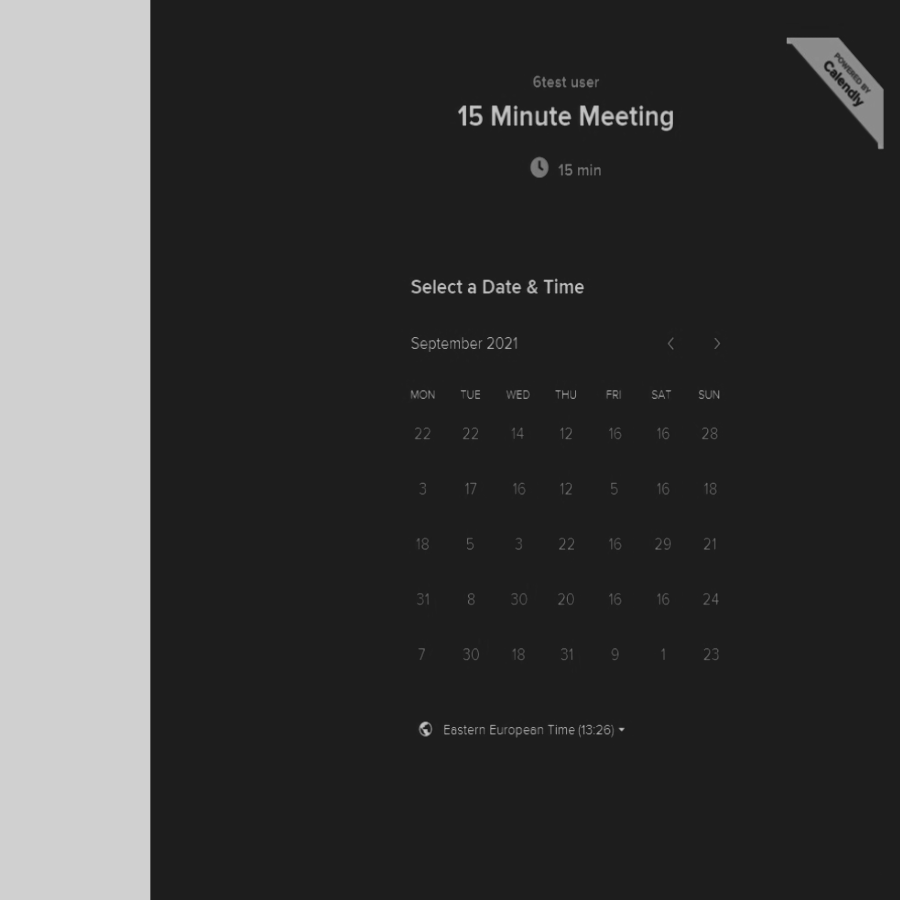 POWERED BY
Calendly
6test user
15 Minute Meeting
15 min
Select a Date & Time
September 2021
MON TUE WED THU FRI SAT SUN
22 22 14 12 16 16 28
3 17 16 12 5 16 18
18 5 3 22 16 29 21
31 8 30 20 16 16 24
7 30 18 31 9 1 23
Eastern European Time (13:26)